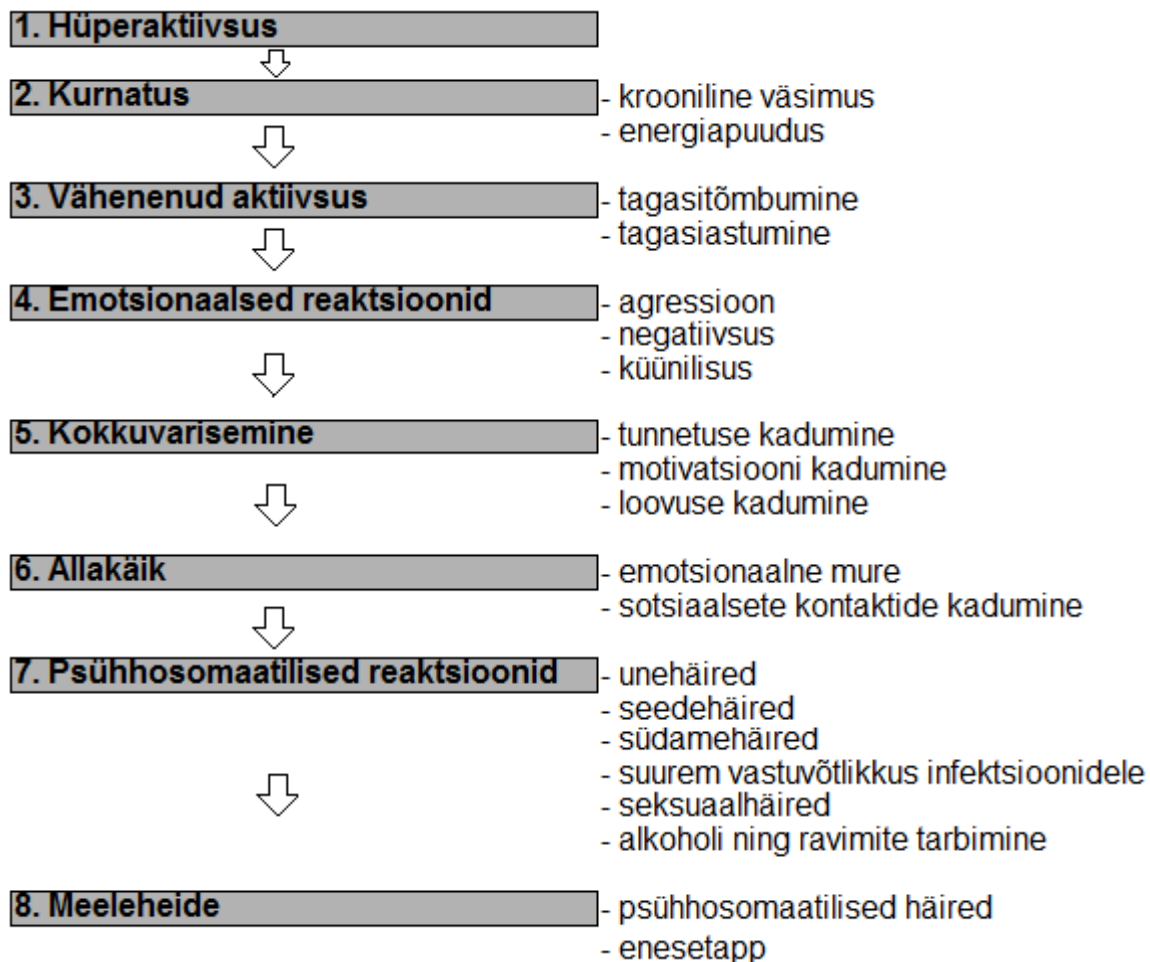 1. Hüperaktiivsus
2. Kurnatus
- krooniline väsimus
- energiapuudus
3. Vähenenud aktiivsus
- tagasitõmbumine
- tagasiastumine
4. Emotsionaalsed reaktsioonid
- agressioon
- negatiivsus
- küünilisus
5. Kokkuvarisemine
- tunnetuse kadumine
- motivatsiooni kadumine
- loovuse kadumine
6. Allakäik
- emotsionaalne mure
- sotsiaalsete kontaktide kadumine
7. Psühhosomaatilised reaktsioonid
- unehäired
- seedehäired
- südamehäired
- suurem vastuvõtlikkus infektsioonidele
- seksuaalhäired
- alkoholi ning ravimite tarbimine
8. Meeleheide
- psühhosomaatilised häired
- enesetapp